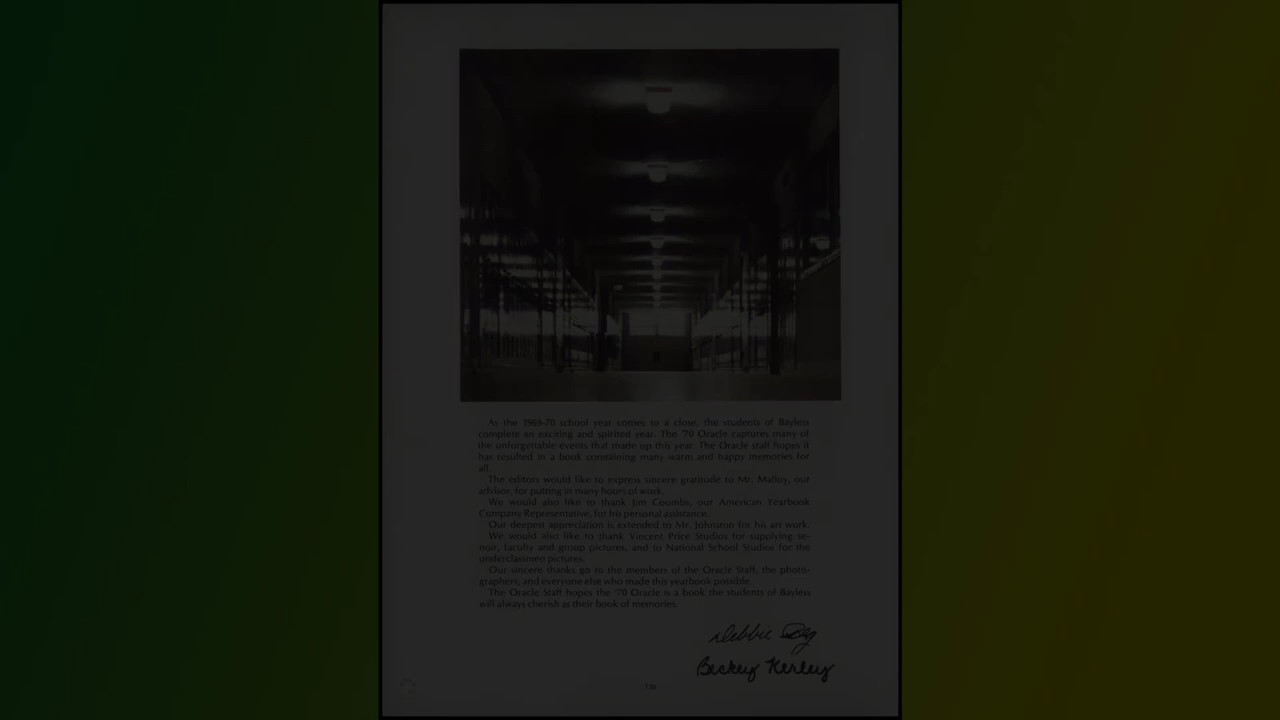 As the 1969-70 school year comes to a close, the students of Bayless
complete an exciting and spirited year. The '70 Oracle captures many of
the unforgettable events that made up this year. The Oracle staff hopes it
has resulted in a book containing many warm and happy memories for
all.
The editors would like to express sincere gratitude to Mr. Malloy, our
advisor, for putting in many hours of work.
We would also like to thank Jim Coombs, our American Yearbook
Company Representative, for his personal assistance.
Our deepest appreciation is extended to Mr. Johnston for his art work.
We would also like to thank Vincent Price Studios for supplying se-
nior, faculty and group pictures, and to National School Studios for the
underclassmen pictures.
Our sincere thanks go to the members of the Oracle Staff, the photo-
graphers, and everyone else who made this yearbook possible.
The Oracle Staff hopes the '70 Oracle is a book the students of Bayless
will always cherish as their book of memories.
Debbie
Beckey Kerley